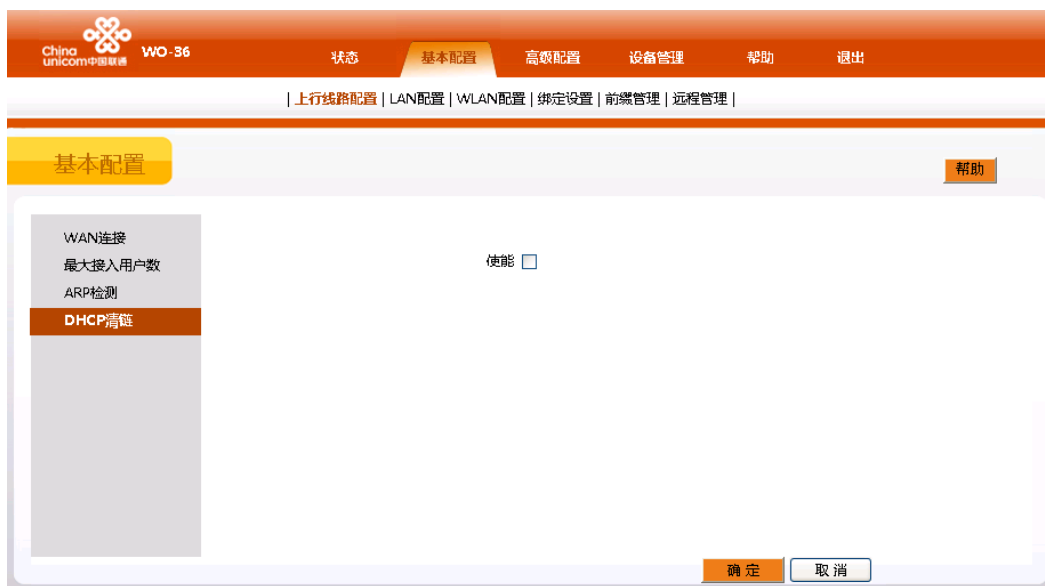 China
unicom中国联通
WO-36
状态 基本配置 高级配置 设备管理 帮助 退出
| 上行线路配置 | LAN配置 | WLAN配置 | 绑定设置 | 前缀管理 | 远程管理 |
基本配置
帮助
WAN连接
最大接入用户数
ARP检测
DHCP清链
使能
确 定 取 消